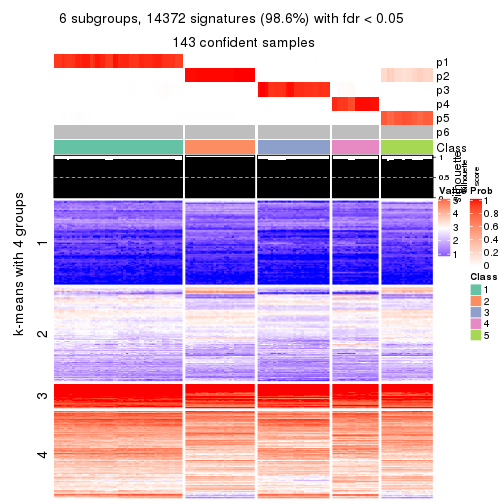 6 subgroups, 14372 signatures (98.6%) with fdr < 0.05
143 confident samples
p1
p2
p3
p4
p5
p6
Class
1
0.5
0
silhouette
score
k-means with 4 groups
1
2
3
4
Value
4
3
2
1
Prob
1
0.8
0.6
0.4
0.2
0
Class
1
2
3
4
5